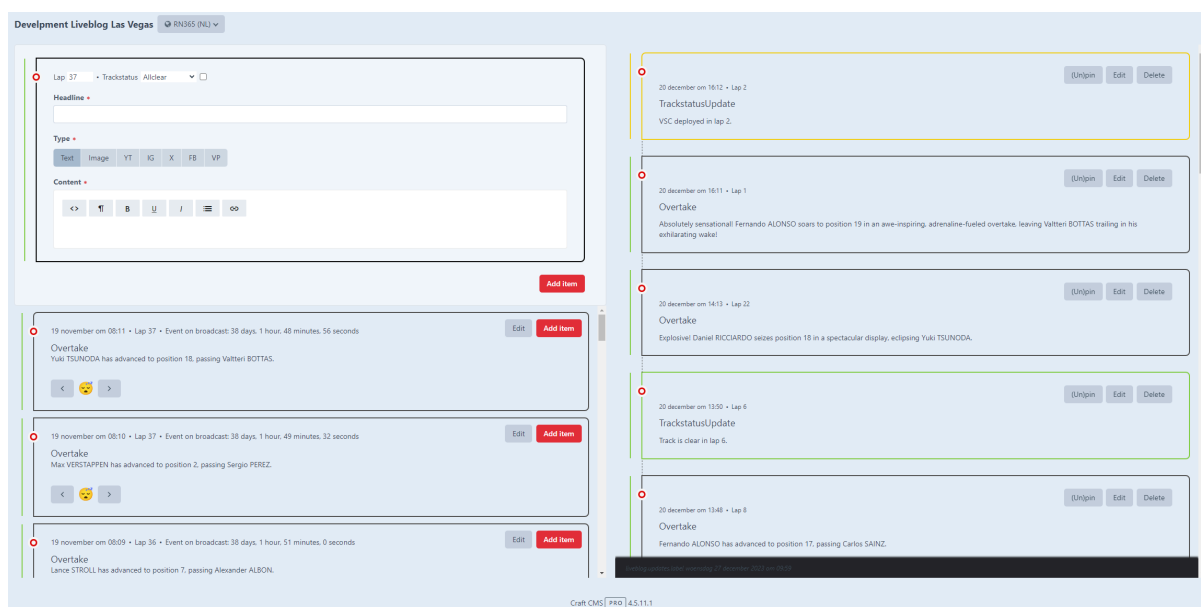 Develpment Liveblog Las Vegas RN365 (NL)
Lap 37 • Trackstatus Allclear
Headline •
Type •
Text Image YT IG X FB VP
Content •
<> ¶ B U I
Add item
19 november om 08:11 • Lap 37 • Event on broadcast: 38 days, 1 hour, 48 minutes, 56 seconds
Edit Add item
Overtake
Yuki TSUNODA has advanced to position 18, passing Valtteri BOTTAS.
< >
19 november om 08:10 • Lap 37 • Event on broadcast: 38 days, 1 hour, 49 minutes, 32 seconds
Edit Add item
Overtake
Max VERSTAPPEN has advanced to position 2, passing Sergio PEREZ.
< >
19 november om 08:09 • Lap 36 • Event on broadcast: 38 days, 1 hour, 51 minutes, 0 seconds
Edit Add item
Overtake
Lance STROLL has advanced to position 7, passing Alexander ALBON.
(Un)pin Edit Delete
20 december om 16:12 • Lap 2
TrackstatusUpdate
VSC deployed in lap 2.
(Un)pin Edit Delete
20 december om 16:11 • Lap 1
Overtake
Absolutely sensational! Fernando ALONSO soars to position 19 in an awe-inspiring, adrenaline-fueled overtake, leaving Valtteri BOTTAS trailing in his
exhilarating wake!
(Un)pin Edit Delete
20 december om 14:13 • Lap 22
Overtake
Explosive! Daniel RICCIARDO seizes position 18 in a spectacular display, eclipsing Yuki TSUNODA.
(Un)pin Edit Delete
20 december om 13:50 • Lap 6
TrackstatusUpdate
Track is clear in lap 6.
(Un)pin Edit Delete
20 december om 13:48 • Lap 8
Overtake
Fernando ALONSO has advanced to position 17, passing Carlos SAINZ.
Craft CMS PRO 4.5.11.1